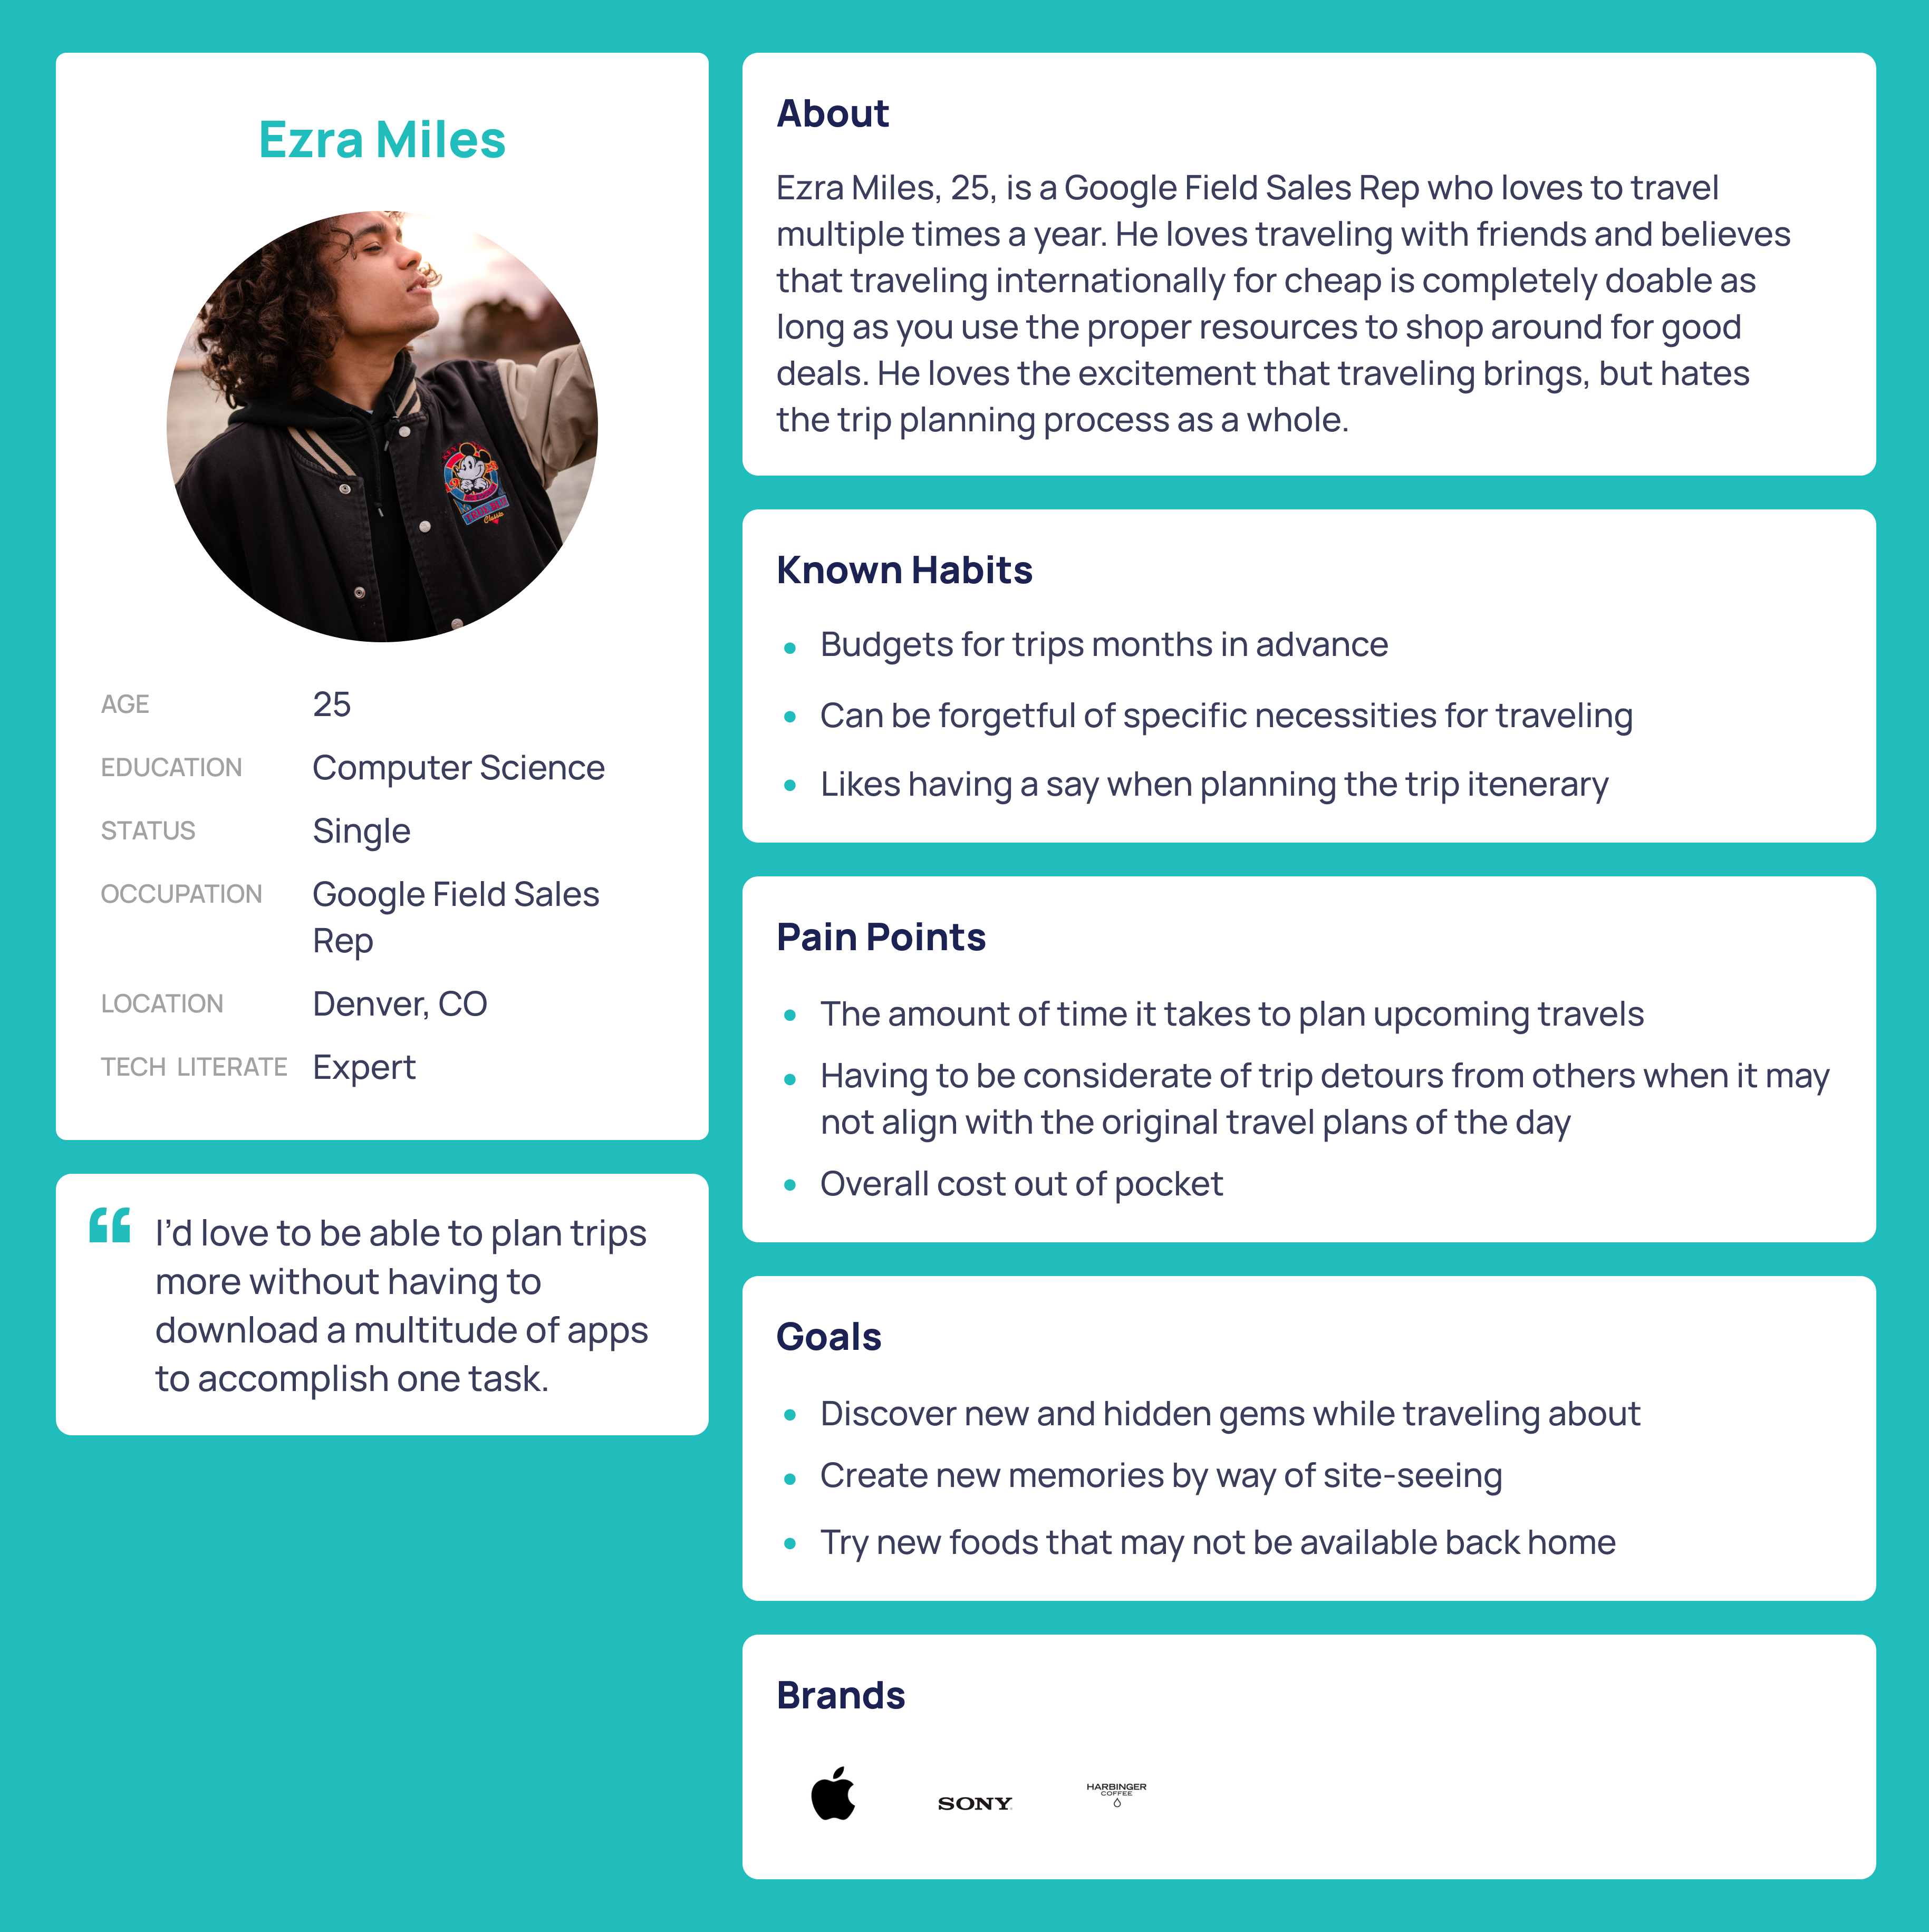 Ezra Miles
AGE 25
EDUCATION Computer Science
STATUS Single
OCCUPATION Google Field Sales
Rep
LOCATION Denver, CO
TECH LITERATE Expert
“ I’d love to be able to plan trips
more without having to
download a multitude of apps
to accomplish one task.
About
Ezra Miles, 25, is a Google Field Sales Rep who loves to travel
multiple times a year. He loves traveling with friends and believes
that traveling internationally for cheap is completely doable as
long as you use the proper resources to shop around for good
deals. He loves the excitement that traveling brings, but hates
the trip planning process as a whole.
Known Habits
Budgets for trips months in advance
Can be forgetful of specific necessities for traveling
Likes having a say when planning the trip itenerary
Pain Points
The amount of time it takes to plan upcoming travels
Having to be considerate of trip detours from others when it may
not align with the original travel plans of the day
Overall cost out of pocket
Goals
Discover new and hidden gems while traveling about
Create new memories by way of site-seeing
Try new foods that may not be available back home
Brands
SONY
HARBINGER
COFFEE